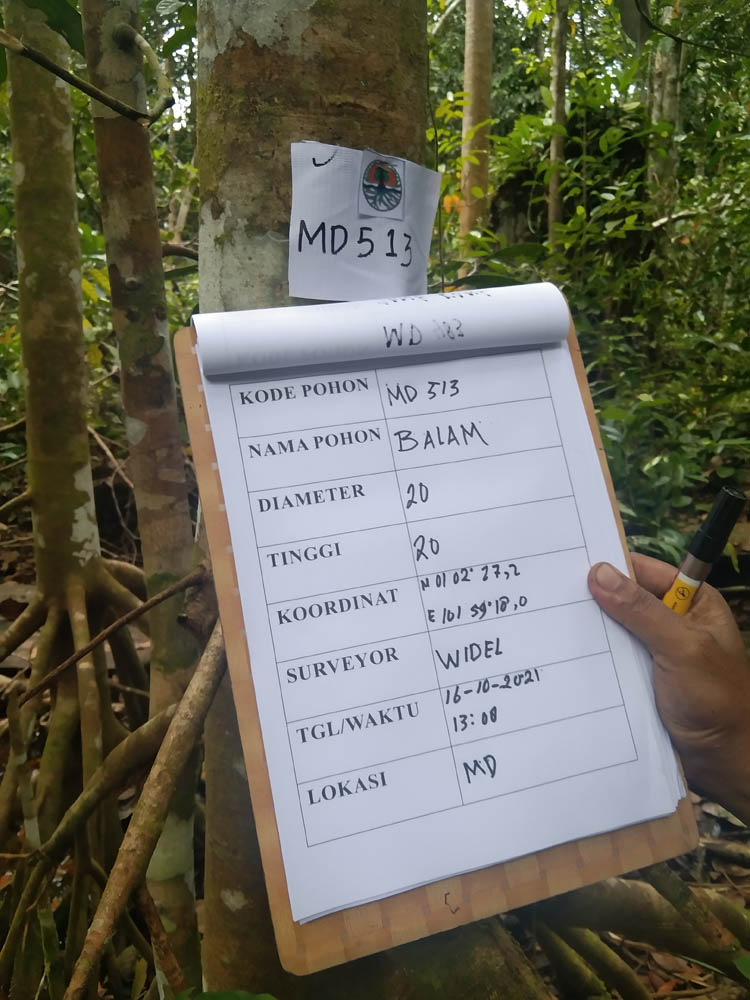 MD 513
WD
KODE POHON MD 513
NAMA POHON BALAM
DIAMETER 20
TINGGI 20
KOORDINAT N 01 02' 27,2
E 101 59' 18,0
SURVEYOR WIDEL
TGL/WAKTU 16-10-2021
13:08
LOKASI MD